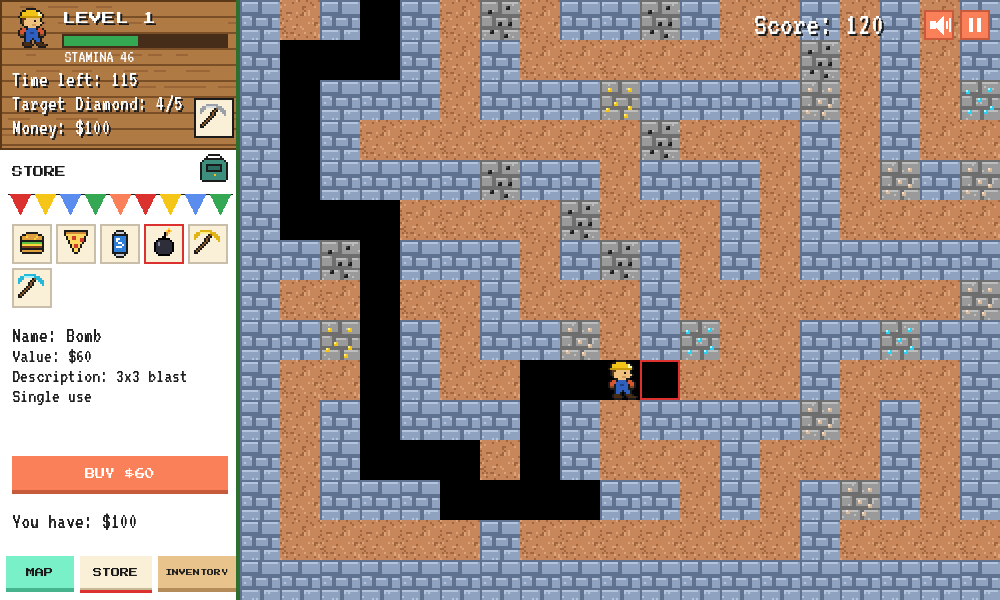 LEVEL 1
STAMINA 46
Time left: 115
Target Diamond: 4/5
Money: $100
Score: 120
STORE
Name: Bomb
Value: $60
Description: 3x3 blast
Single use
BUY $60
You have: $100
MAP
STORE
INVENTORY